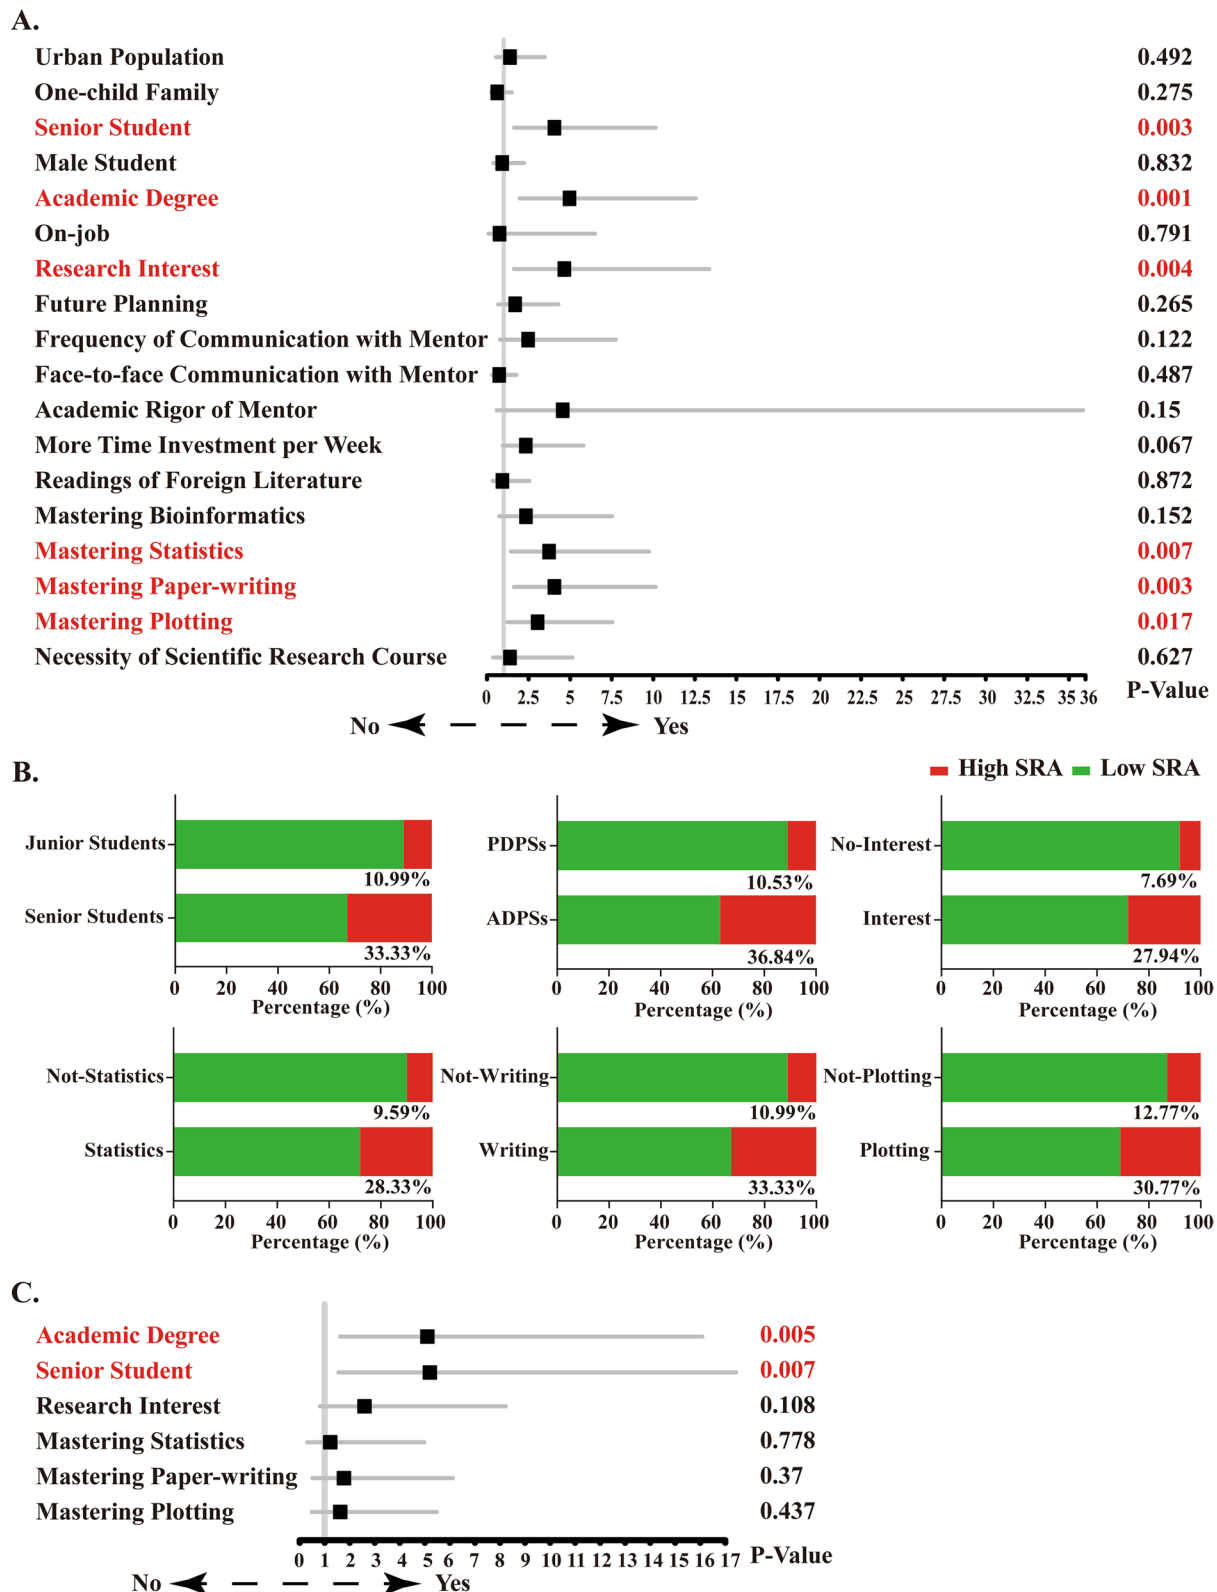 A.
Urban Population 0.492
One-child Family 0.275
Senior Student 0.003
Male Student 0.832
Academic Degree 0.001
On-job 0.791
Research Interest 0.004
Future Planning 0.265
Frequency of Communication with Mentor 0.122
Face-to-face Communication with Mentor 0.487
Academic Rigor of Mentor 0.15
More Time Investment per Week 0.067
Readings of Foreign Literature 0.872
Mastering Bioinformatics 0.152
Mastering Statistics 0.007
Mastering Paper-writing 0.003
Mastering Plotting 0.017
Necessity of Scientific Research Course 0.627
0 2.5 5 7.5 10 12.5 15 17.5 20 22.5 25 27.5 30 32.5 35 36 P-Value
No Yes
B.
High SRA Low SRA
Junior Students PDPSs No-Interest
10.99% 10.53% 7.69%
Senior Students ADPSs Interest
33.33% 36.84% 27.94%
0 20 40 60 80 100 0 20 40 60 80 100 0 20 40 60 80 100
Percentage (%) Percentage (%) Percentage (%)
Not-Statistics Not-Writing Not-Plotting
9.59% 10.99% 12.77%
Statistics Writing Plotting
28.33% 33.33% 30.77%
0 20 40 60 80 100 0 20 40 60 80 100 0 20 40 60 80 100
Percentage (%) Percentage (%) Percentage (%)
C.
Academic Degree 0.005
Senior Student 0.007
Research Interest 0.108
Mastering Statistics 0.778
Mastering Paper-writing 0.37
Mastering Plotting 0.437
0 1 2 3 4 5 6 7 8 9 10 11 12 13 14 15 16 17 P-Value
No Yes